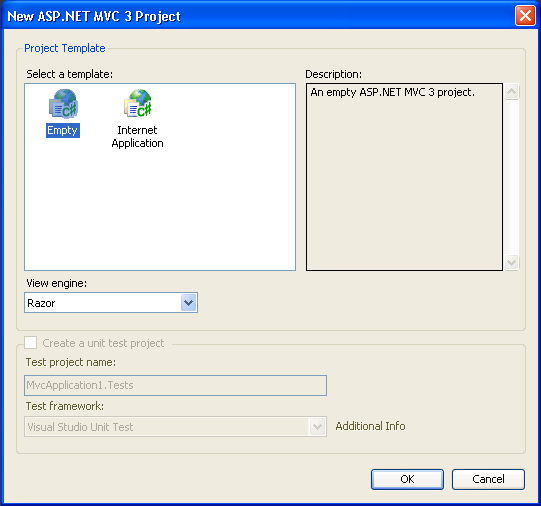 New ASP.NET MVC 3 Project
Project Template
Select a template:
Description:
Empty
Internet
Application
An empty ASP.NET MVC 3 project.
View engine:
Razor
Create a unit test project
Test project name:
MvcApplication1.Tests
Test framework:
Visual Studio Unit Test
Additional Info
OK
Cancel